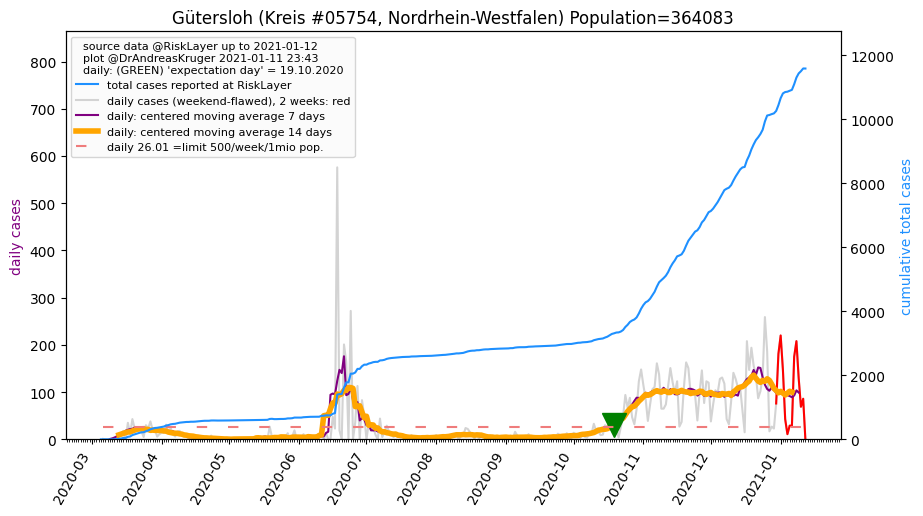 Gütersloh (Kreis #05754, Nordrhein-Westfalen) Population=364083
source data @RiskLayer up to 2021-01-12
plot @DrAndreasKruger 2021-01-11 23:43
daily: (GREEN) 'expectation day' = 19.10.2020
total cases reported at RiskLayer
daily cases (weekend-flawed), 2 weeks: red
daily: centered moving average 7 days
daily: centered moving average 14 days
daily 26.01 =limit 500/week/1mio pop.
daily cases
800
700
600
500
400
300
200
100
0
cumulative total cases
12000
10000
8000
6000
4000
2000
0
2020-03
2020-04
2020-05
2020-06
2020-07
2020-08
2020-09
2020-10
2020-11
2020-12
2021-01